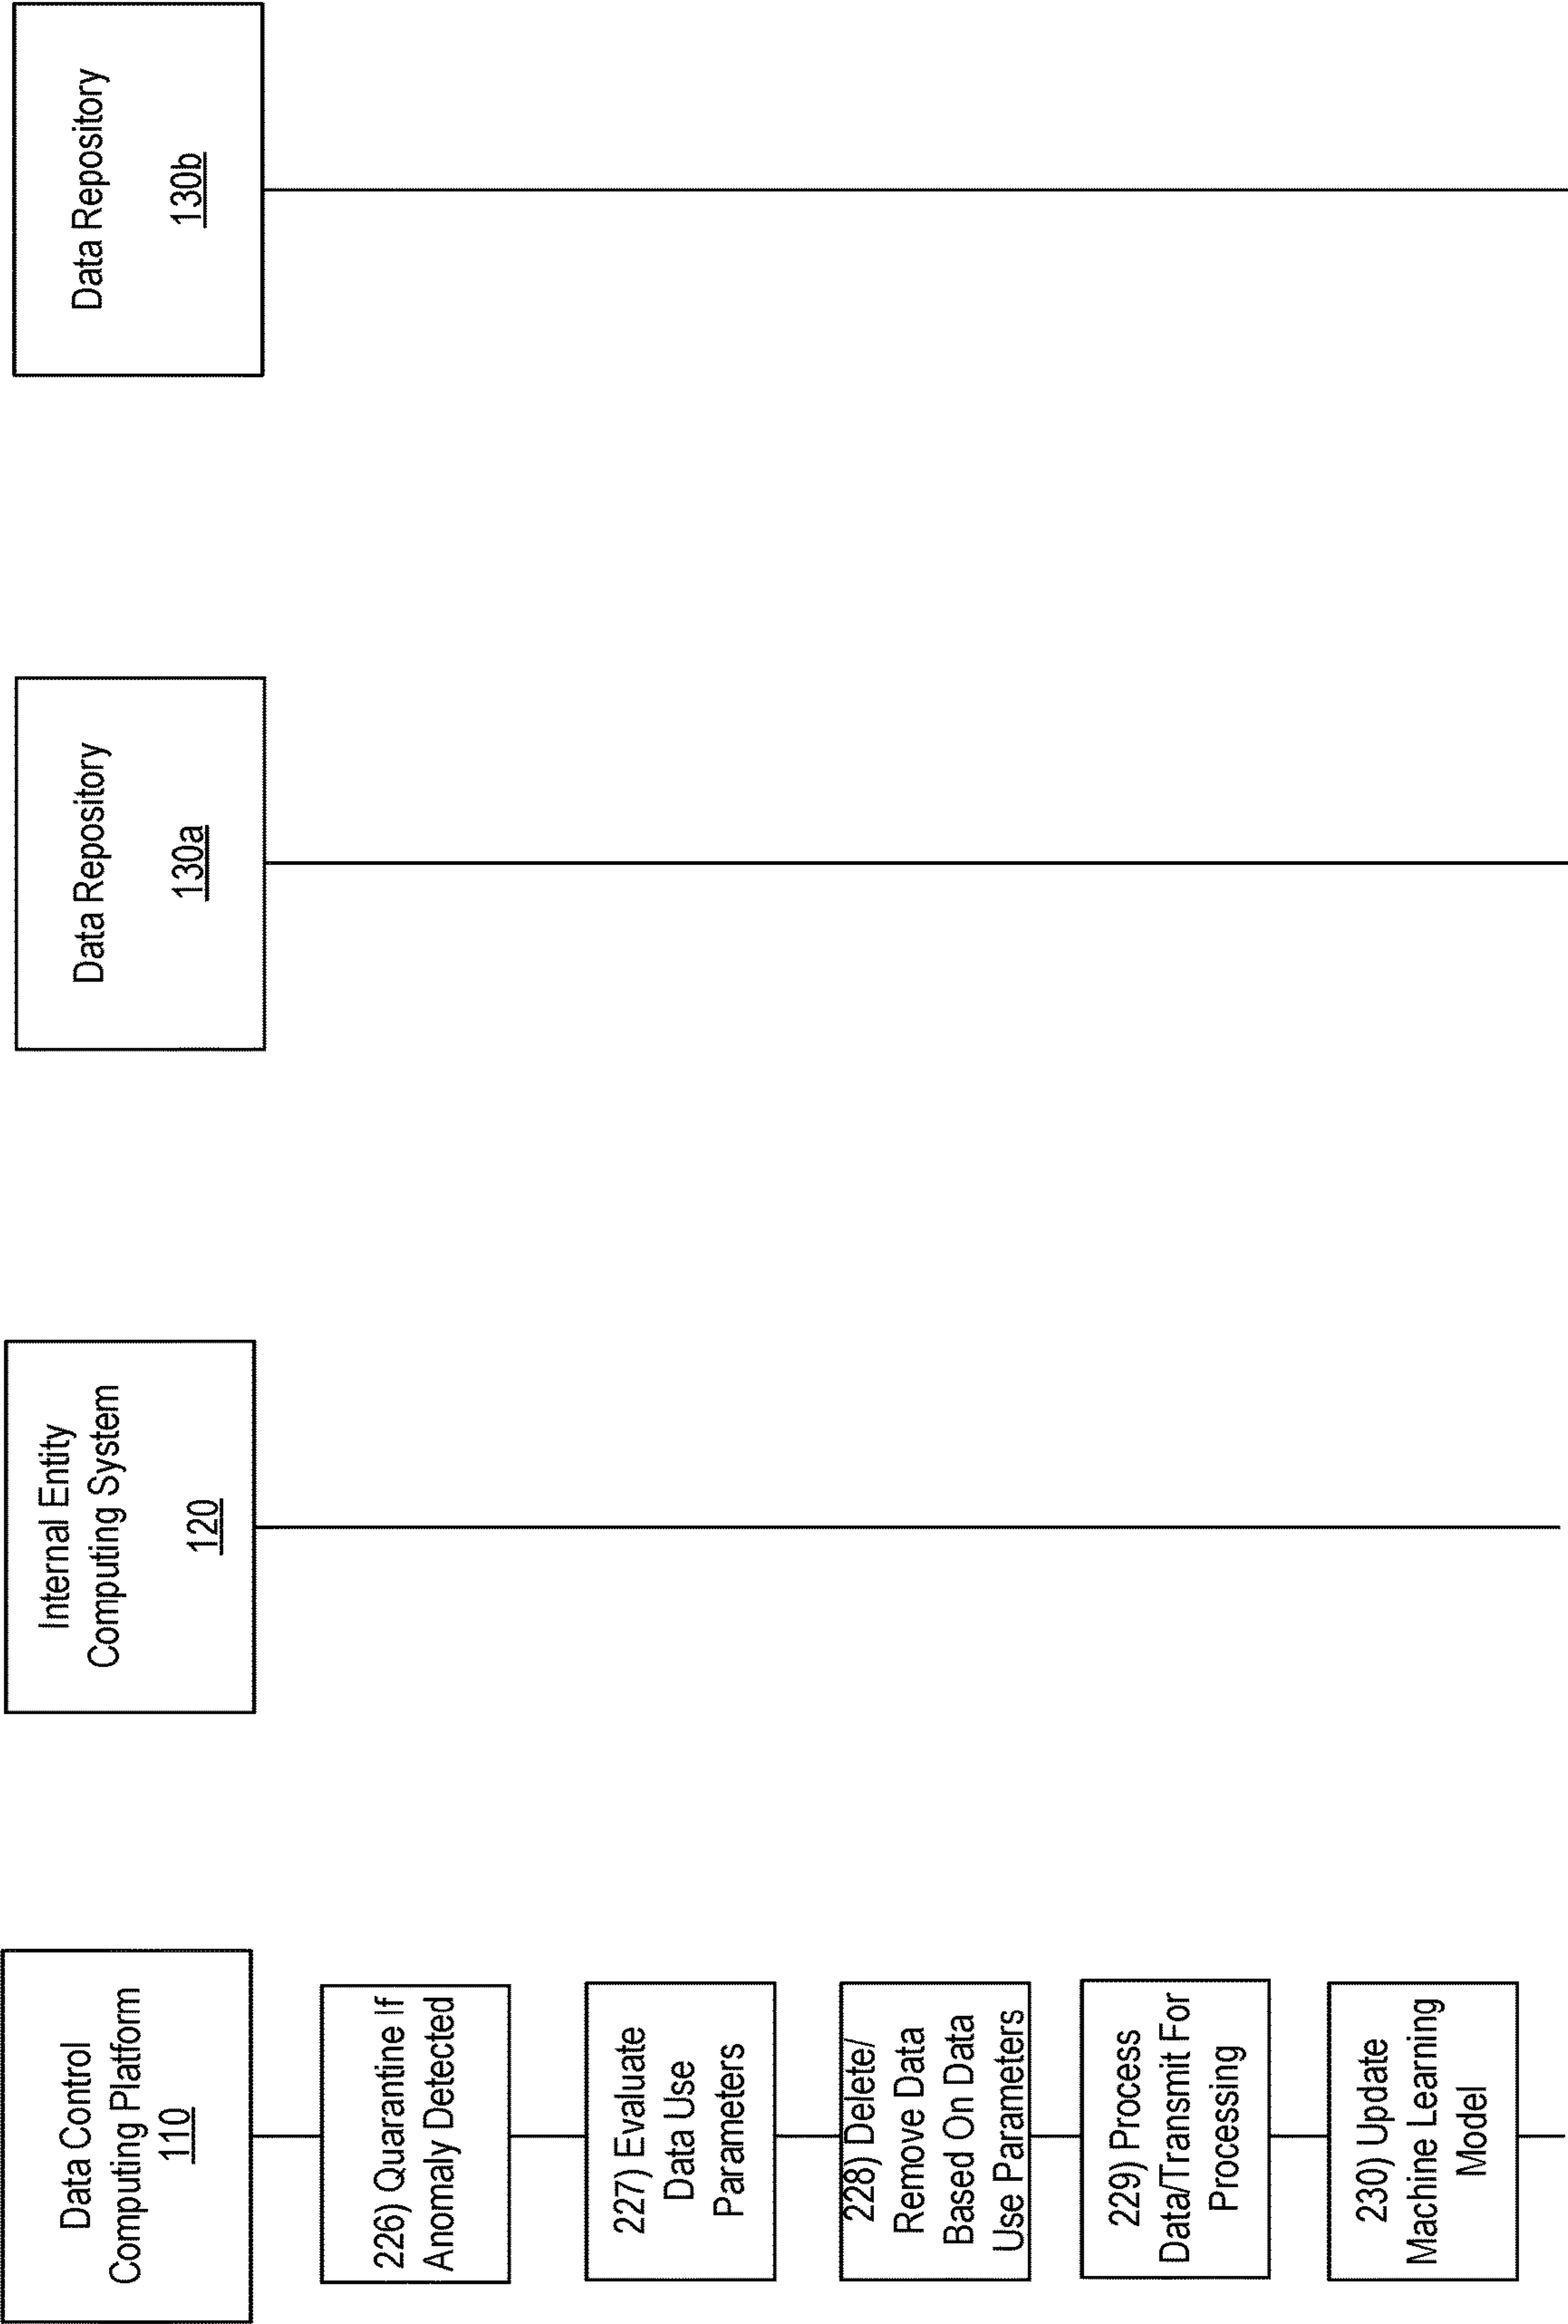 Data Control
Computing Platform
110
Internal Entity
Computing System
120
Data Repository
130a
Data Repository
130b
226) Quarantine If
Anomaly Detected
227) Evaluate
Data Use
Parameters
228) Delete/
Remove Data
Based On Data
Use Parameters
229) Process
Data/Transmit For
Processing
230) Update
Machine Learning
Model